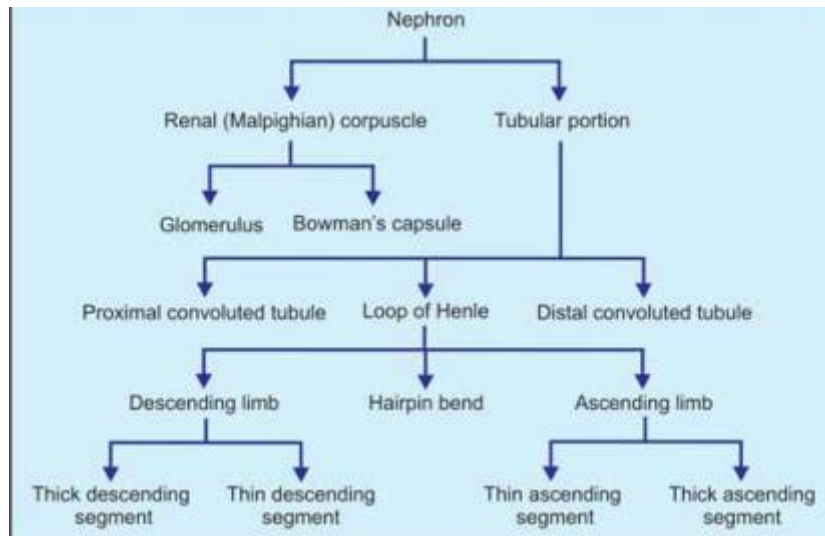 Nephron
Renal (Malpighian) corpuscle
Tubular portion
Glomerulus
Bowman's capsule
Proximal convoluted tubule
Loop of Henle
Distal convoluted tubule
Descending limb
Hairpin bend
Ascending limb
Thick descending
segment
Thin descending
segment
Thin ascending
segment
Thick ascending
segment